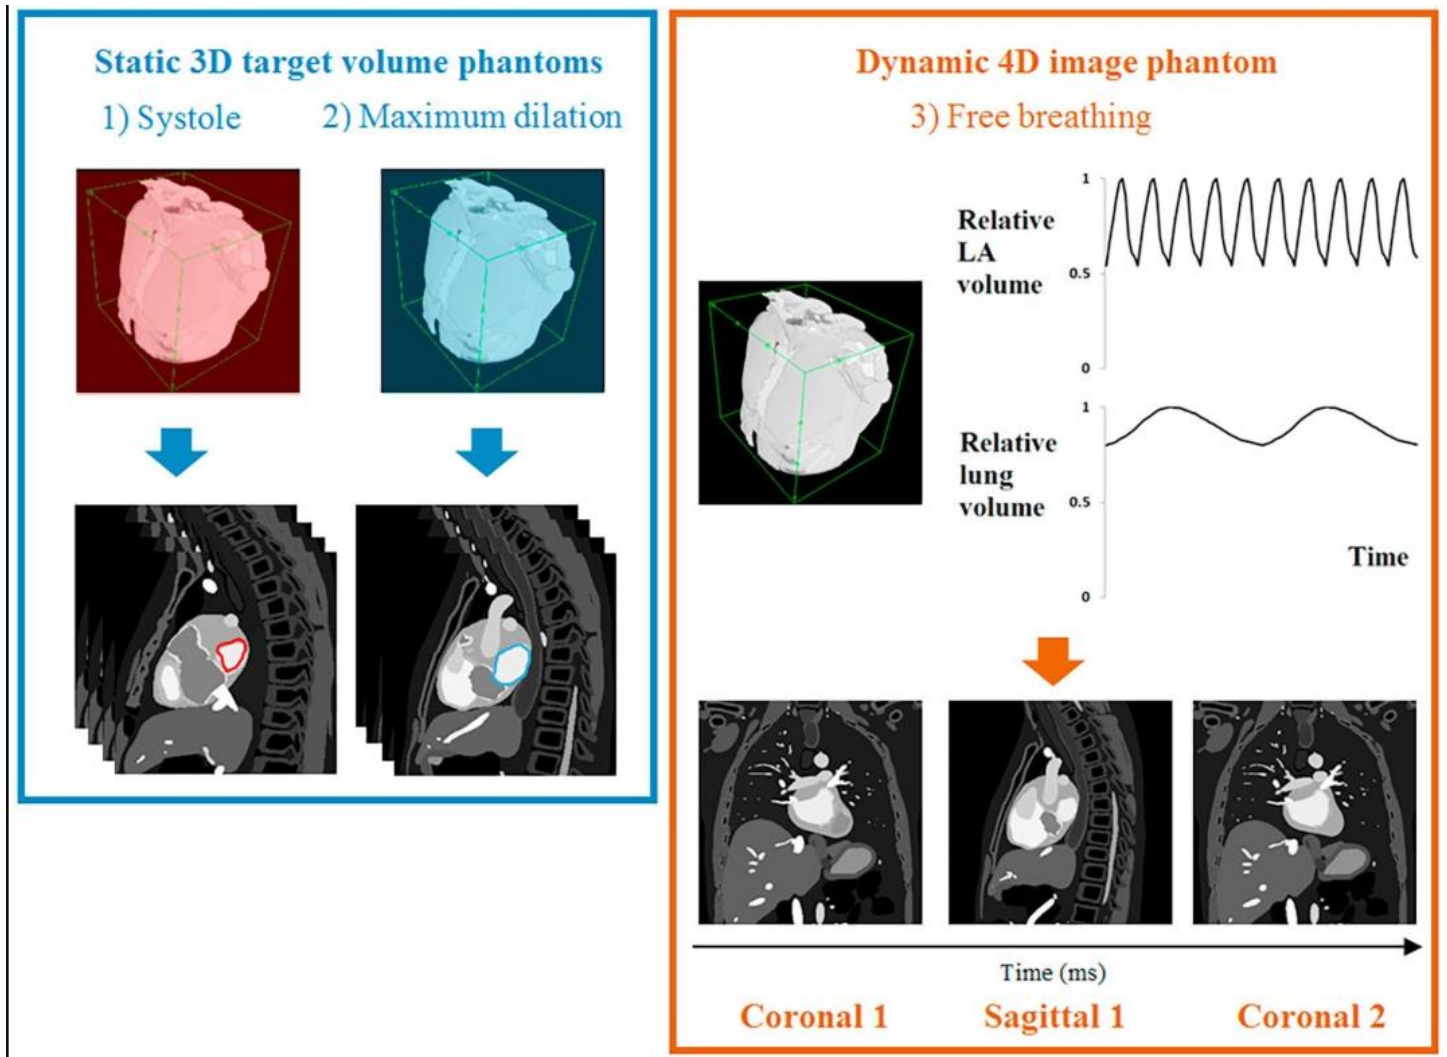 Static 3D target volume phantoms
1) Systole
2) Maximum dilation
Dynamic 4D image phantom
3) Free breathing
Relative
LA
volume
1
0.5
0
Relative
lung
volume
1
0.5
0
Time
Time (ms)
Coronal 1
Sagittal 1
Coronal 2